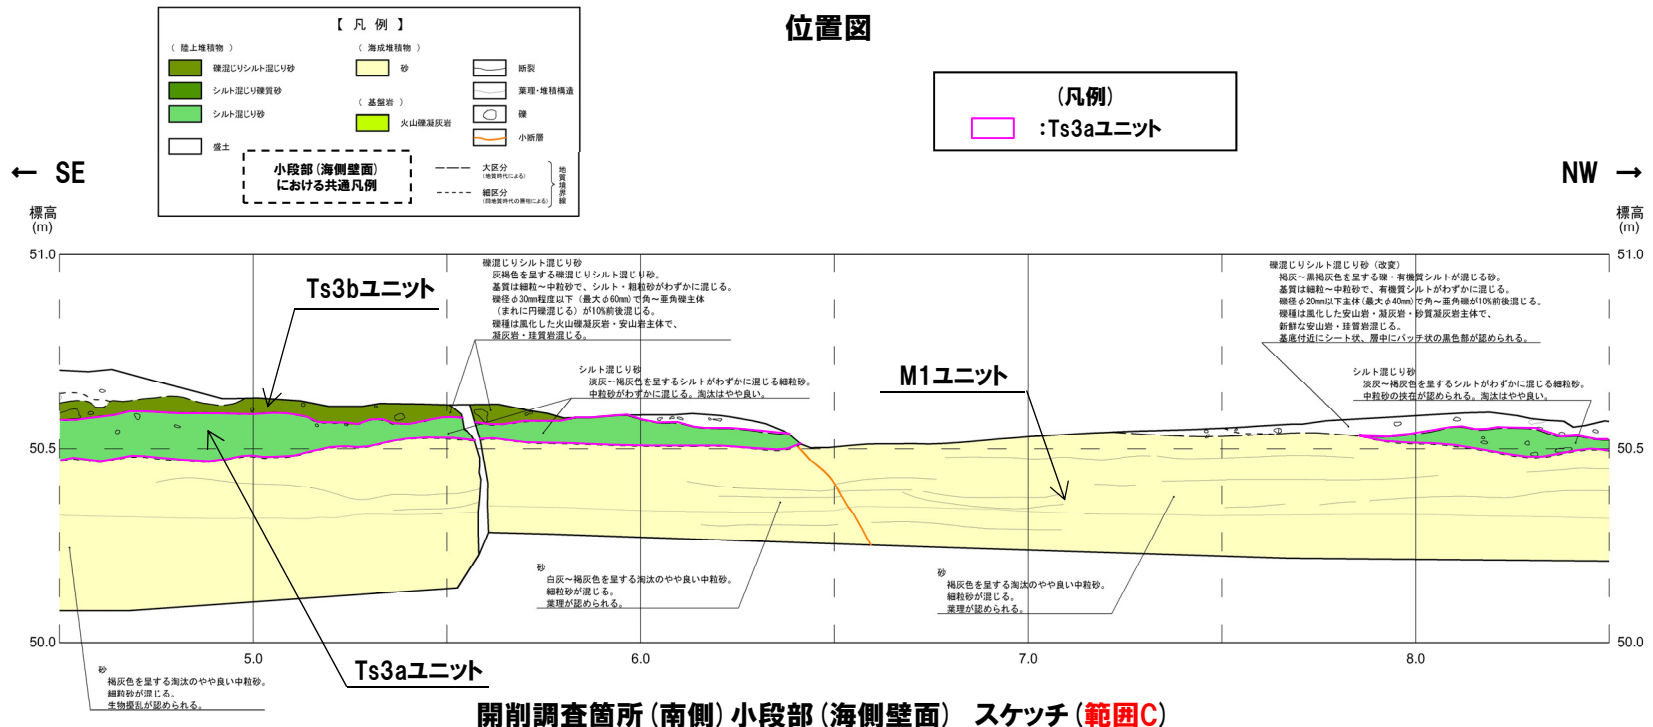 位置図
【 凡 例 】
（ 陸上堆積物 ）
礫混じりシルト混じり砂
シルト混じり礫質砂
シルト混じり砂
盛土
（ 海成堆積物 ）
砂
（ 基盤岩 ）
火山礫凝灰岩
断裂
葉理・堆積構造
礫
小断層
小段部(海側壁面)
における共通凡例
大区分
(地質時代による)
細区分
(同地質時代の層相による)
地質境界線
(凡例)
:Ts3aユニット
← SE
NW →
標高
(m)
標高
(m)
51.0
51.0
礫混じりシルト混じり砂
灰褐色を呈する礫混じりシルト混じり砂。
基質は細粒～中粒砂で、シルト・粗粒砂がわずかに混じる。
礫径φ30mm程度以下（最大φ60mm）で角～亜角礫主体
（まれに円礫混じる）が10%前後混じる。
礫種は風化した火山礫凝灰岩・安山岩主体で、
凝灰岩・珪質岩混じる。
礫混じりシルト混じり砂（改変）
褐灰～黒褐灰色を呈する礫・有機質シルトが混じる砂。
基質は細粒～中粒砂で、有機質シルトがわずかに混じる。
礫径φ20mm以下主体(最大φ40mm)で角～亜角礫が10%前後混じる。
礫種は風化した安山岩・凝灰岩・砂質凝灰岩主体で、
新鮮な安山岩・珪質岩混じる。
基底付近にシート状、層中にパッチ状の黒色部が認められる。
Ts3bユニット
シルト混じり砂
淡灰～褐灰色を呈するシルトがわずかに混じる細粒砂。
中粒砂がわずかに混じる。淘汰はやや良い。
M1ユニット
シルト混じり砂
淡灰～褐灰色を呈するシルトがわずかに混じる細粒砂。
中粒砂の挟在が認められる。淘汰はやや良い。
50.5
50.5
砂
白灰～褐灰色を呈する淘汰のやや良い中粒砂。
細粒砂が混じる。
葉理が認められる。
砂
褐灰色を呈する淘汰のやや良い中粒砂。
細粒砂が混じる。
葉理が認められる。
50.0
50.0
5.0
6.0
7.0
8.0
Ts3aユニット
砂
褐灰色を呈する淘汰のやや良い中粒砂。
細粒砂が混じる。
生物擾乱が認められる。
開削調査箇所(南側)小段部(海側壁面) スケッチ(範囲C)